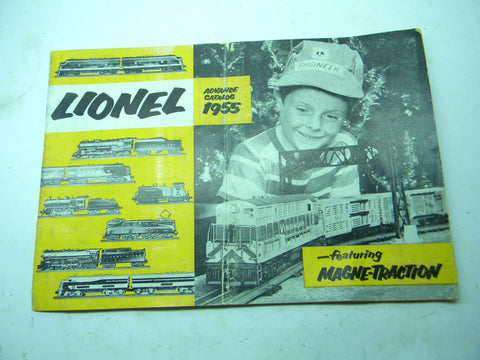 LIONEL
ADVANCE
CATALOG
1955
ENGINEER
—featuring
MAGNE-TRACTION